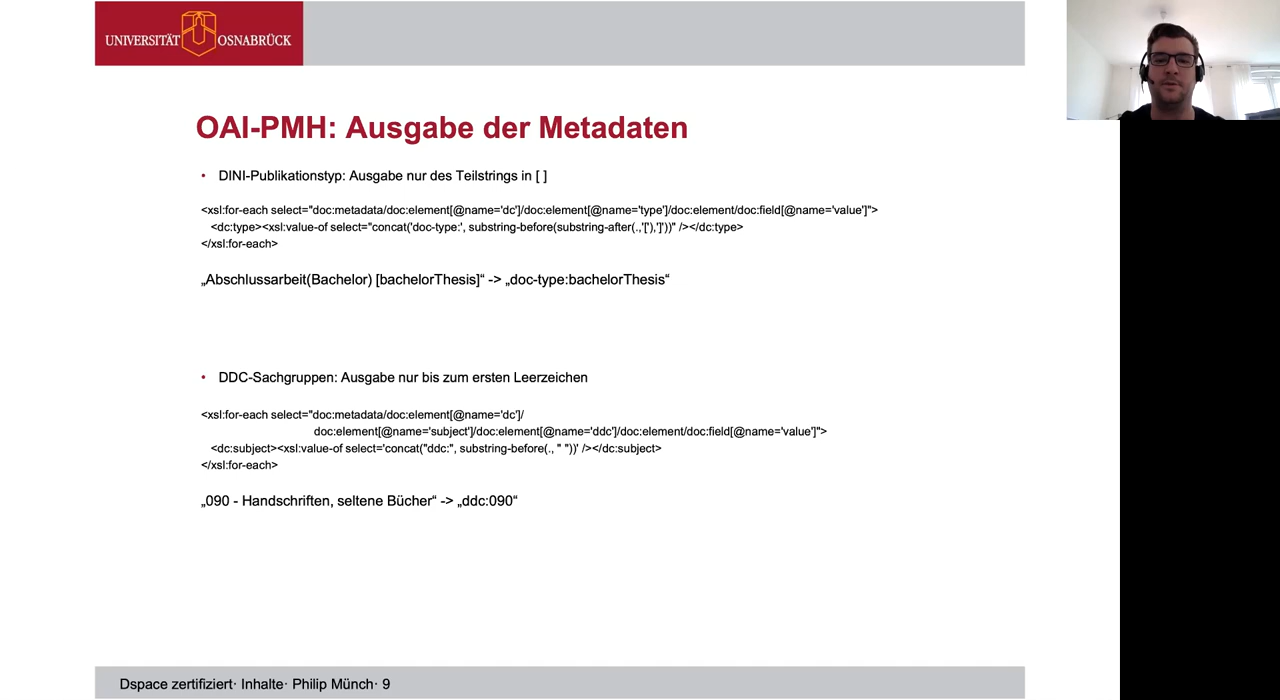 UNIVERSITÄT OSNABRÜCK
OAI-PMH: Ausgabe der Metadaten
• DINI-Publikationstyp: Ausgabe nur des Teilstrings in [ ]
<xsl:for-each select="doc:metadata/doc:element[@name='dc']/doc:element[@name='type']/doc:element/doc:field[@name='value']">
<dc:type><xsl:value-of select="concat('doc-type:', substring-before(substring-after(.,'['),']'))" /></dc:type>
</xsl:for-each>
„Abschlussarbeit(Bachelor) [bachelorThesis]“ -> „doc-type:bachelorThesis“
• DDC-Sachgruppen: Ausgabe nur bis zum ersten Leerzeichen
<xsl:for-each select="doc:metadata/doc:element[@name='dc']/
doc:element[@name='subject']/doc:element[@name='ddc']/doc:element/doc:field[@name='value']">
<dc:subject><xsl:value-of select='concat("ddc:", substring-before(., " "))' /></dc:subject>
</xsl:for-each>
„090 - Handschriften, seltene Bücher“ -> „ddc:090“
Dspace zertifiziert· Inhalte· Philip Münch· 9